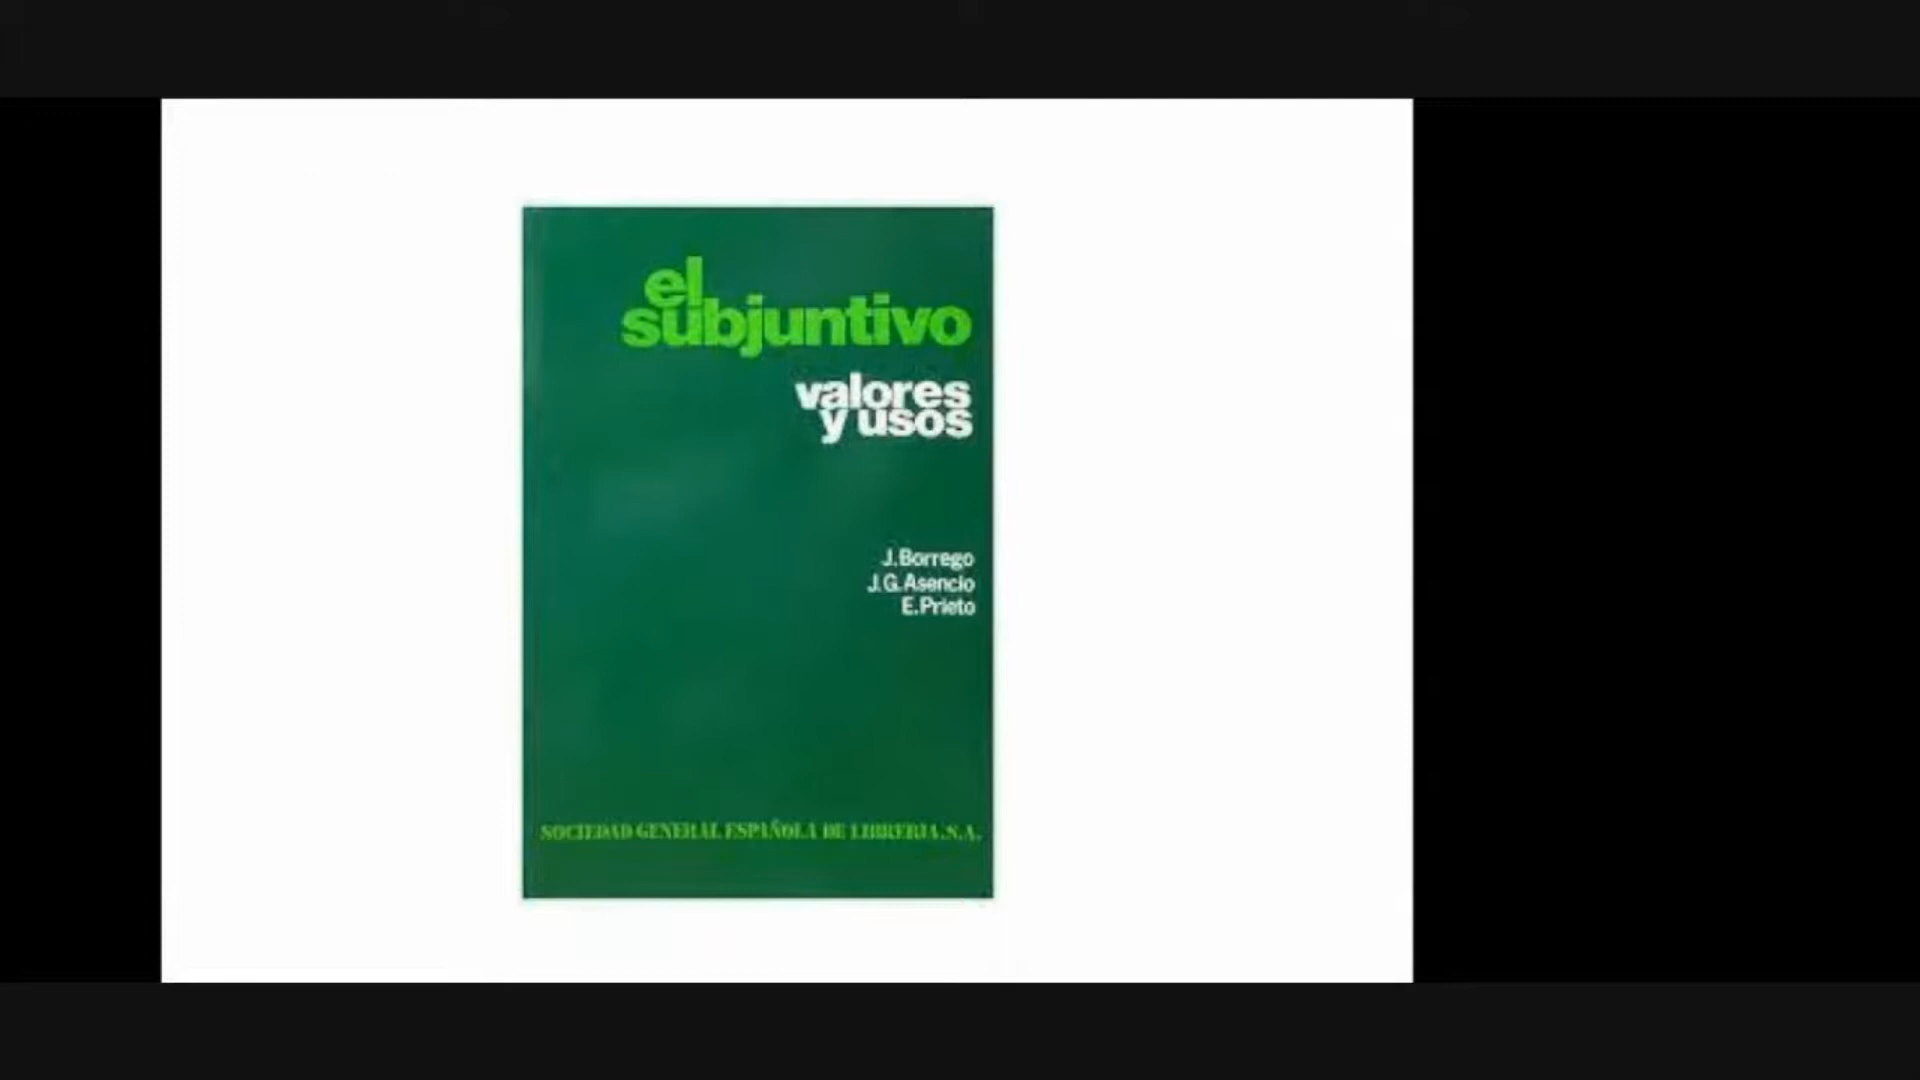 el
subjuntivo
valores
y usos
J.Borrego
J.G.Asencio
E.Prieto
SOCIEDAD GENERAL ESPAÑOLA DE LIBRERIA,S.A.